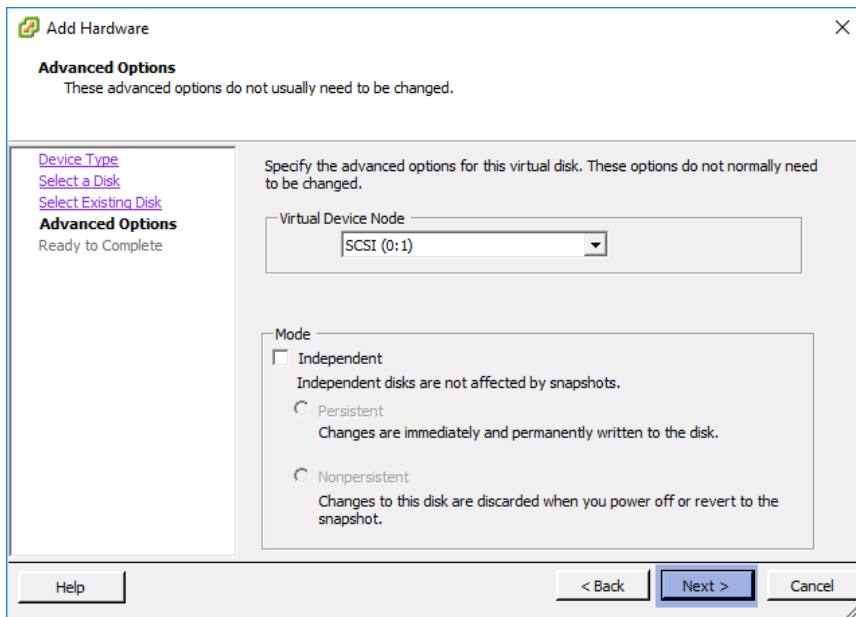 Add Hardware
Advanced Options
These advanced options do not usually need to be changed.
Device Type
Select a Disk
Select Existing Disk
Advanced Options
Ready to Complete
Specify the advanced options for this virtual disk. These options do not normally need
to be changed.
Virtual Device Node
SCSI (0:1)
Mode
Independent
Independent disks are not affected by snapshots.
Persistent
Changes are immediately and permanently written to the disk.
Nonpersistent
Changes to this disk are discarded when you power off or revert to the
snapshot.
Help
< Back
Next >
Cancel